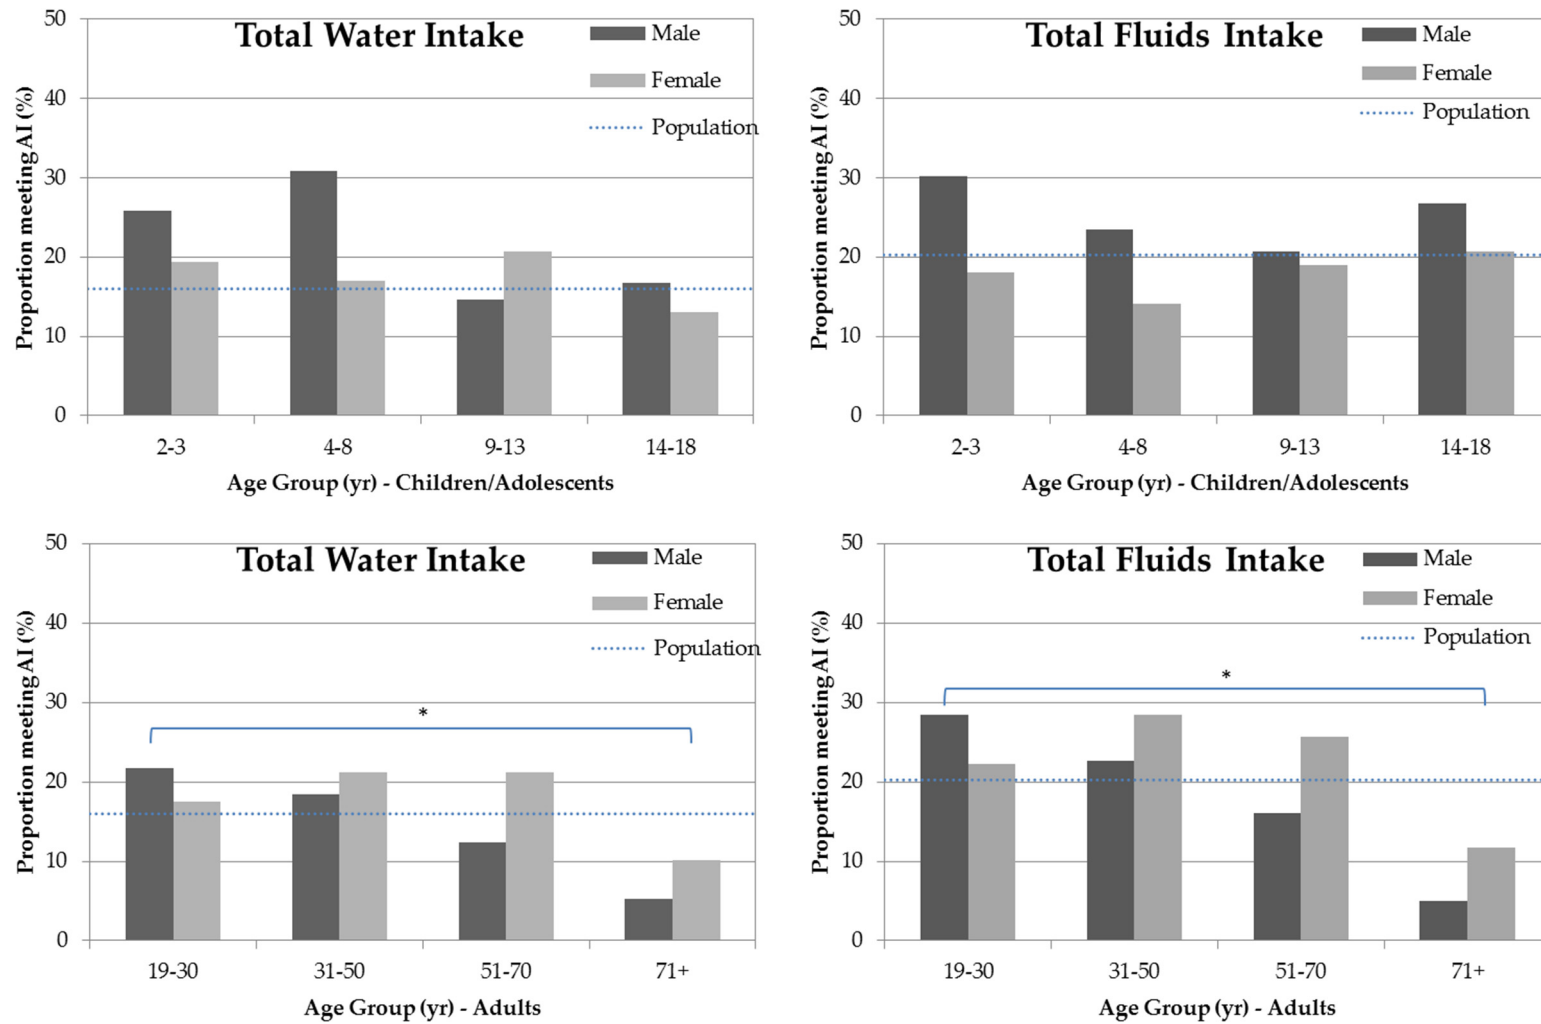 Total Water Intake
Male
Female
Population
Proportion meeting AI (%)
50
40
30
20
10
0
2-3
4-8
9-13
14-18
Age Group (yr) - Children/Adolescents
Total Fluids Intake
Male
Female
Population
Proportion meeting AI (%)
50
40
30
20
10
0
2-3
4-8
9-13
14-18
Age Group (yr) - Children/Adolescents
Total Water Intake
Male
Female
Population
*
Proportion meeting AI (%)
50
40
30
20
10
0
19-30
31-50
51-70
71+
Age Group (yr) - Adults
Total Fluids Intake
Male
Female
Population
*
Proportion meeting AI (%)
50
40
30
20
10
0
19-30
31-50
51-70
71+
Age Group (yr) - Adults